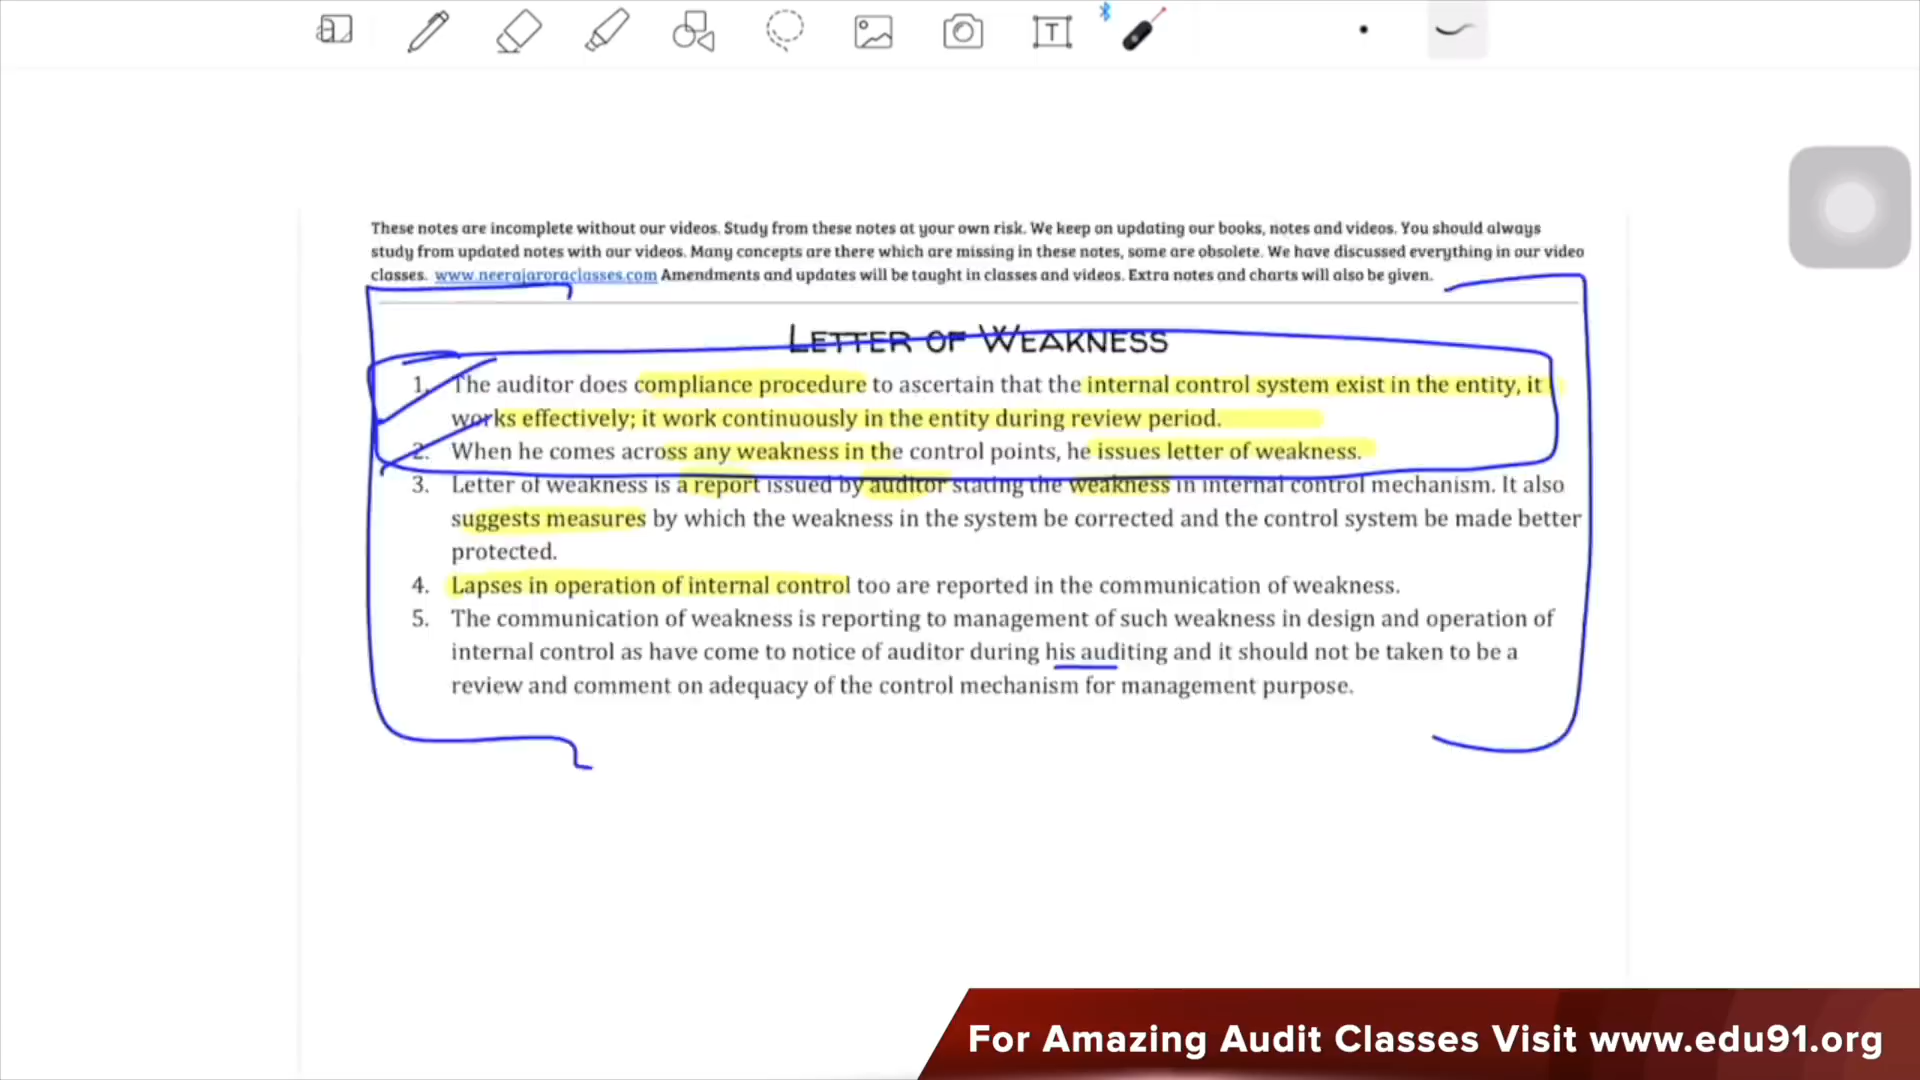 These notes are incomplete without our videos. Study from these notes at your own risk. We keep on updating our books, notes and videos. You should always
study from updated notes with our videos. Many concepts are there which are missing in these notes, some are obsolete. We have discussed everything in our video
classes. www.neerajaroraclasses.com Amendments and updates will be taught in classes and videos. Extra notes and charts will also be given.
LETTER OF WEAKNESS
1. The auditor does compliance procedure to ascertain that the internal control system exist in the entity, it
works effectively; it work continuously in the entity during review period.
2. When he comes across any weakness in the control points, he issues letter of weakness.
3. Letter of weakness is a report issued by auditor stating the weakness in internal control mechanism. It also
suggests measures by which the weakness in the system be corrected and the control system be made better
protected.
4. Lapses in operation of internal control too are reported in the communication of weakness.
5. The communication of weakness is reporting to management of such weakness in design and operation of
internal control as have come to notice of auditor during his auditing and it should not be taken to be a
review and comment on adequacy of the control mechanism for management purpose.
For Amazing Audit Classes Visit www.edu91.org